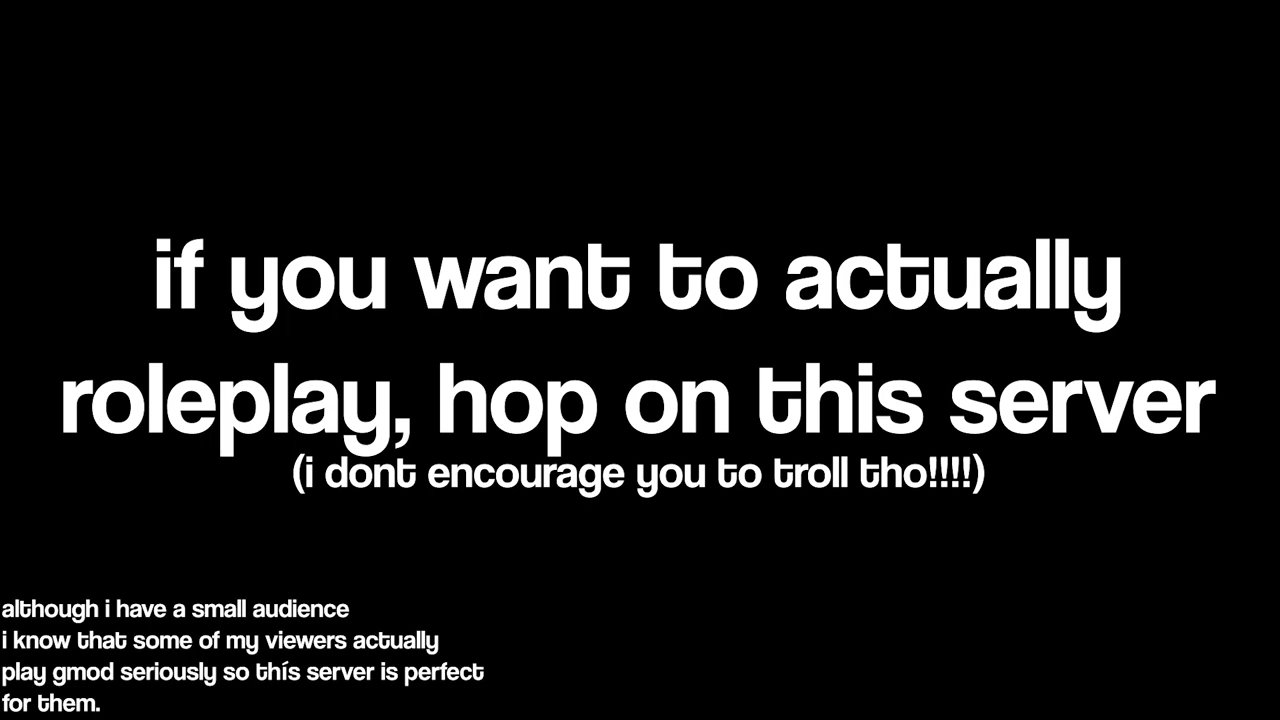 if you want to actually
roleplay, hop on this server
(i dont encourage you to troll tho!!!!)
although i have a small audience
i know that some of my viewers actually
play gmod seriously so thís server is perfect
for them.